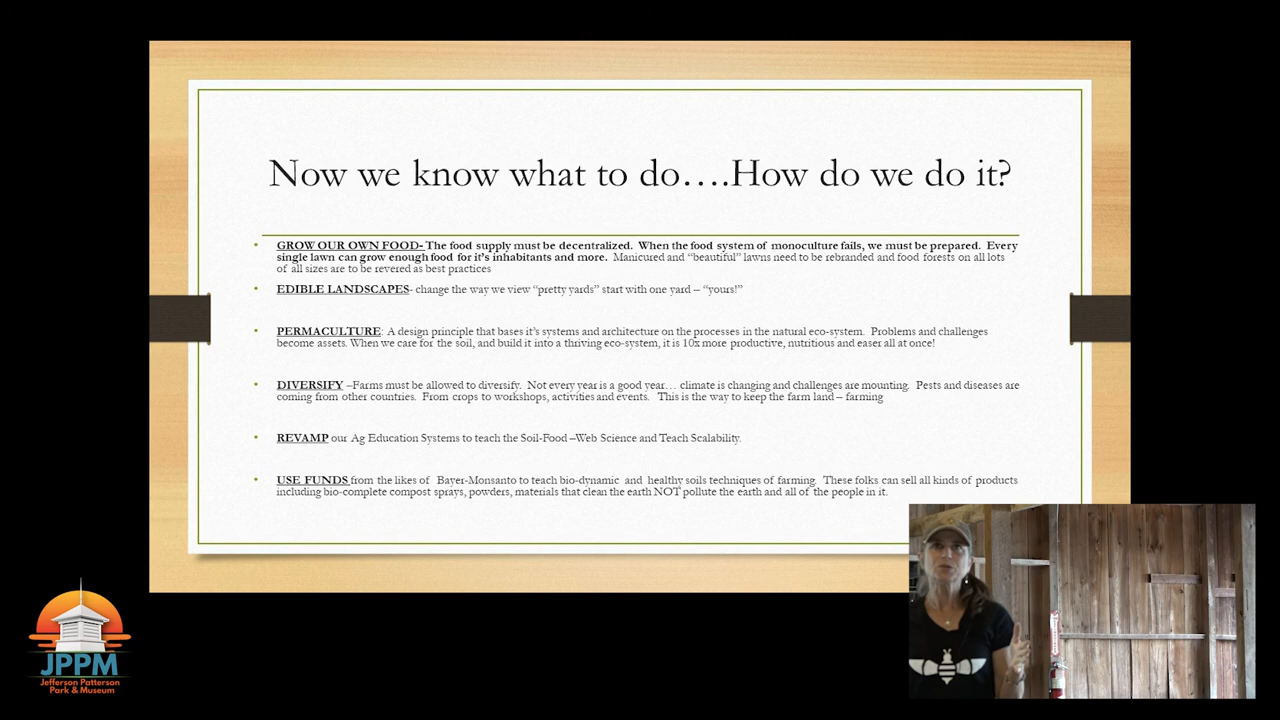 Now we know what to do….How do we do it?
GROW OUR OWN FOOD- The food supply must be decentralized. When the food system of monoculture fails, we must be prepared. Every
single lawn can grow enough food for it's inhabitants and more. Manicured and “beautiful” lawns need to be rebranded and food forests on all lots
of all sizes are to be revered as best practices
EDIBLE LANDSCAPES- change the way we view “pretty yards” start with one yard – “yours!”
PERMACULTURE: A design principle that bases it's systems and architecture on the processes in the natural eco-system. Problems and challenges
become assets. When we care for the soil, and build it into a thriving eco-system, it is 10x more productive, nutritious and easer all at once!
DIVERSIFY –Farms must be allowed to diversify. Not every year is a good year… climate is changing and challenges are mounting. Pests and diseases are
coming from other countries. From crops to workshops, activities and events. This is the way to keep the farm land – farming
REVAMP our Ag Education Systems to teach the Soil-Food –Web Science and Teach Scalability.
USE FUNDS from the likes of Bayer-Monsanto to teach bio-dynamic and healthy soils techniques of farming. These folks can sell all kinds of products
including bio-complete compost sprays, powders, materials that clean the earth NOT pollute the earth and all of the people in it.
JPPM
Jefferson Patterson
Park & Museum